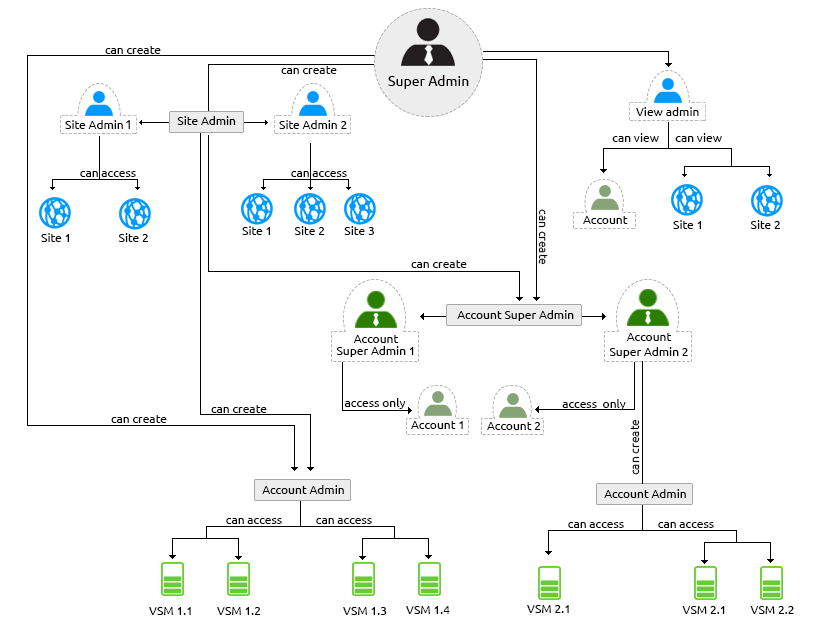 can create
can create
Super Admin
Site Admin 1
Site Admin
Site Admin 2
View admin
can view
can view
can access
can access
Account
Site 1
Site 2
Site 1
Site 2
Site 1
Site 2
Site 3
can create
can create
Account Super Admin
Account
Super Admin 1
Account
Super Admin 2
access only
access only
can create
can create
Account 1
Account 2
can create
Account Admin
Account Admin
can access
can access
can access
can access
VSM 1.1
VSM 1.2
VSM 1.3
VSM 1.4
VSM 2.1
VSM 2.1
VSM 2.2